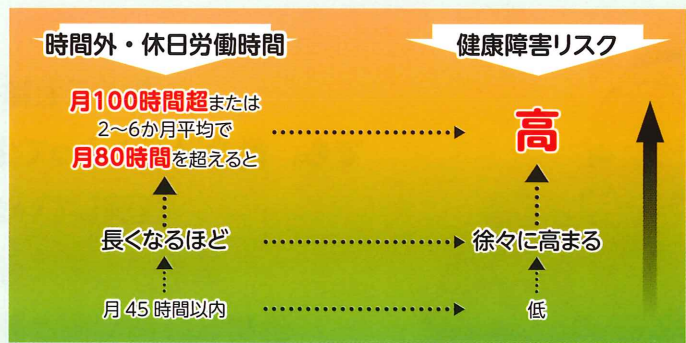 時間外・休日労働時間
健康障害リスク
月100時間超または
2〜6か月平均で
月80時間を超えると
高
長くなるほど
徐々に高まる
月45時間以内
低